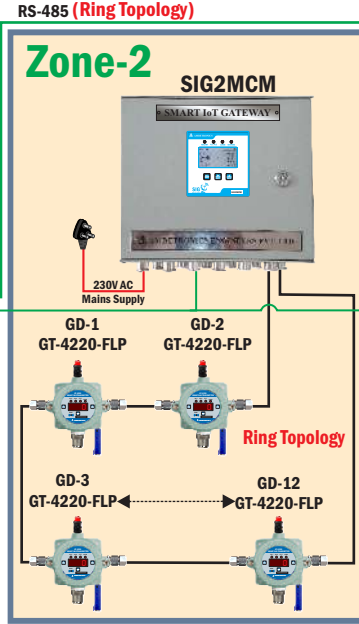 RS-485 (Ring Topology)
Zone-2
SIG2MCM
SMART IoT GATEWAY
SIG
230V AC
Mains Supply
GD-1
GT-4220-FLP
GD-2
GT-4220-FLP
Ring Topology
GD-3
GT-4220-FLP
GD-12
GT-4220-FLP